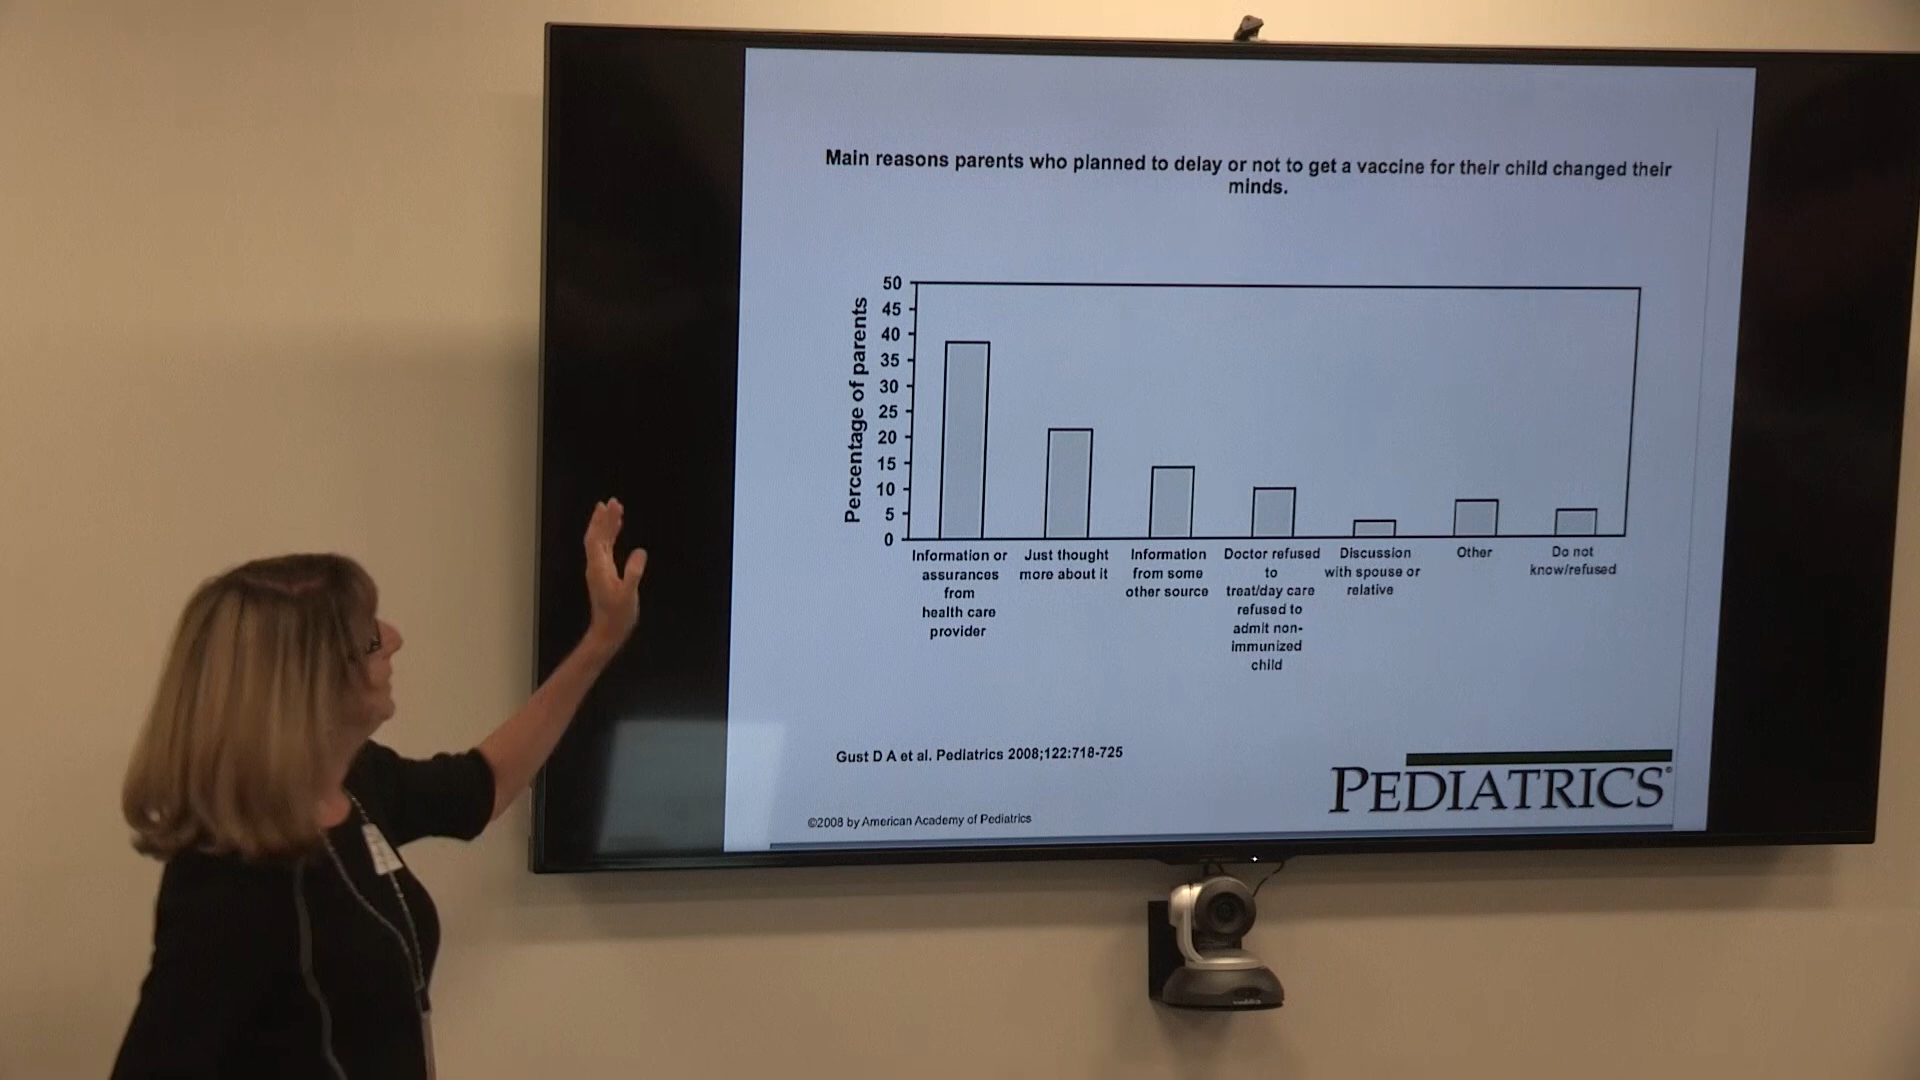 Main reasons parents who planned to delay or not to get a vaccine for their child changed their
minds.
Percentage of parents
50
45
40
35
30
25
20
15
10
5
0
Information or
assurances
from
health care
provider
Just thought
more about it
Information
from some
other source
Doctor refused
to
treat/day care
refused to
admit non-
immunized
child
Discussion
with spouse or
relative
Other
Do not
know/refused
Gust D A et al. Pediatrics 2008;122:718-725
PEDIATRICS®
©2008 by American Academy of Pediatrics